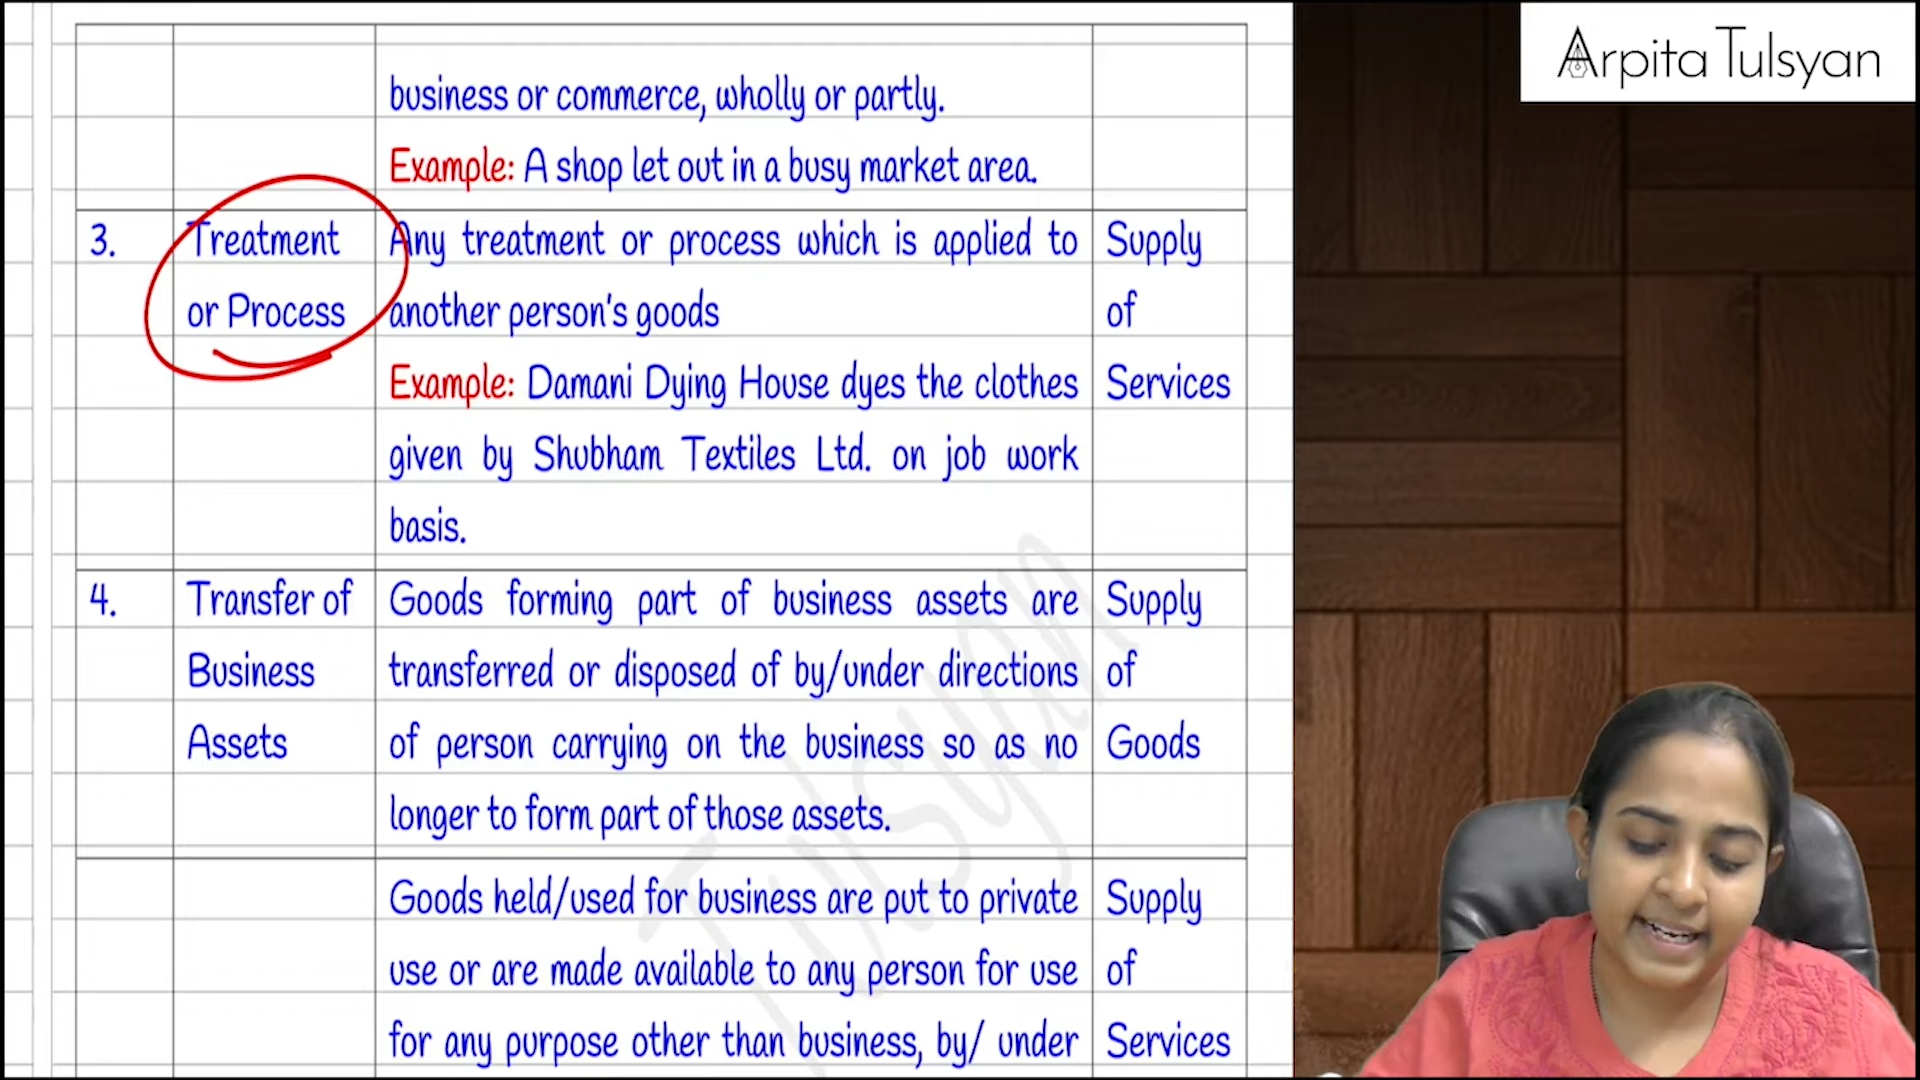 Arpita Tulsyan
business or commerce, wholly or partly.
Example: A shop let out in a busy market area.
3. Treatment or Process
Any treatment or process which is applied to
another person's goods
Example: Damani Dying House dyes the clothes
given by Shubham Textiles Ltd. on job work
basis.
Supply
of
Services
4. Transfer of
Business
Assets
Goods forming part of business assets are
transferred or disposed of by/under directions
of person carrying on the business so as no
longer to form part of those assets.
Supply
of
Goods
Goods held/used for business are put to private
use or are made available to any person for use
for any purpose other than business, by/ under
Supply
of
Services
Tulsyan